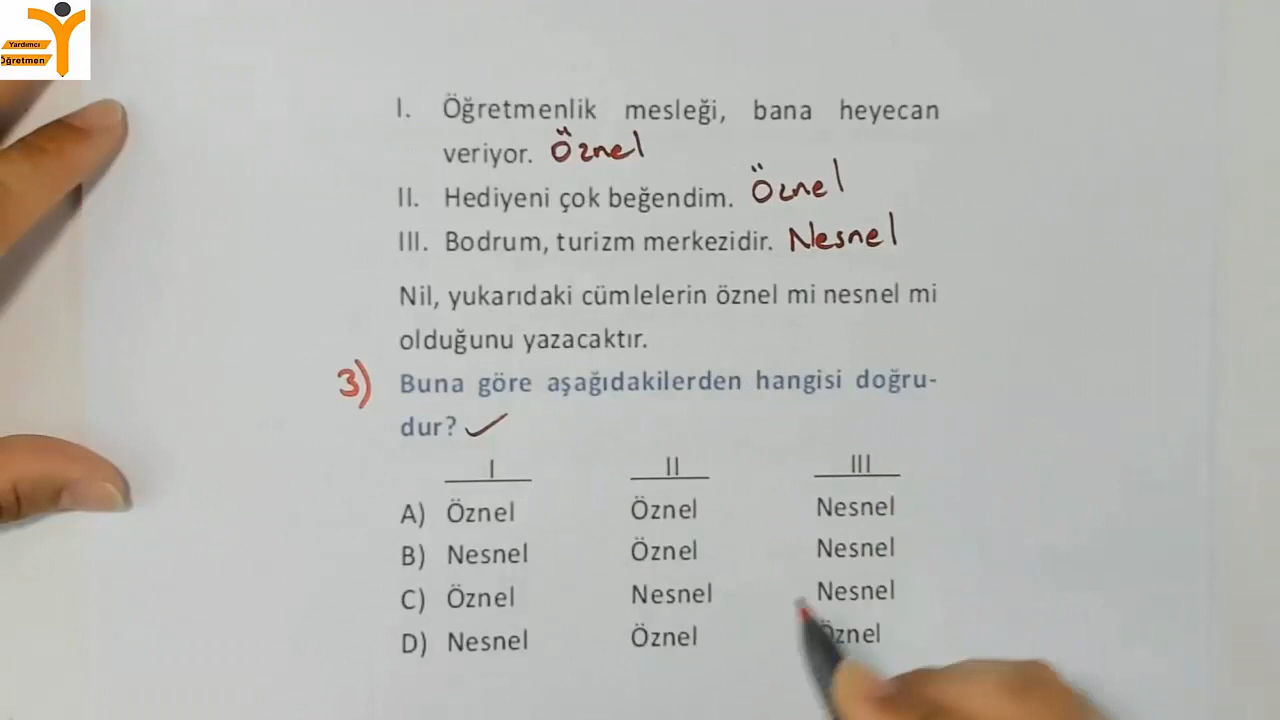 Yardımcı
Öğretmen
I. Öğretmenlik mesleği, bana heyecan
veriyor. Öznel
II. Hediyeni çok beğendim. Öznel
III. Bodrum, turizm merkezidir. Nesnel
Nil, yukarıdaki cümlelerin öznel mi nesnel mi
olduğunu yazacaktır.
3) Buna göre aşağıdakilerden hangisi doğru-
dur?
I II III
A) Öznel Öznel Nesnel
B) Nesnel Öznel Nesnel
C) Öznel Nesnel Nesnel
D) Nesnel Öznel Öznel